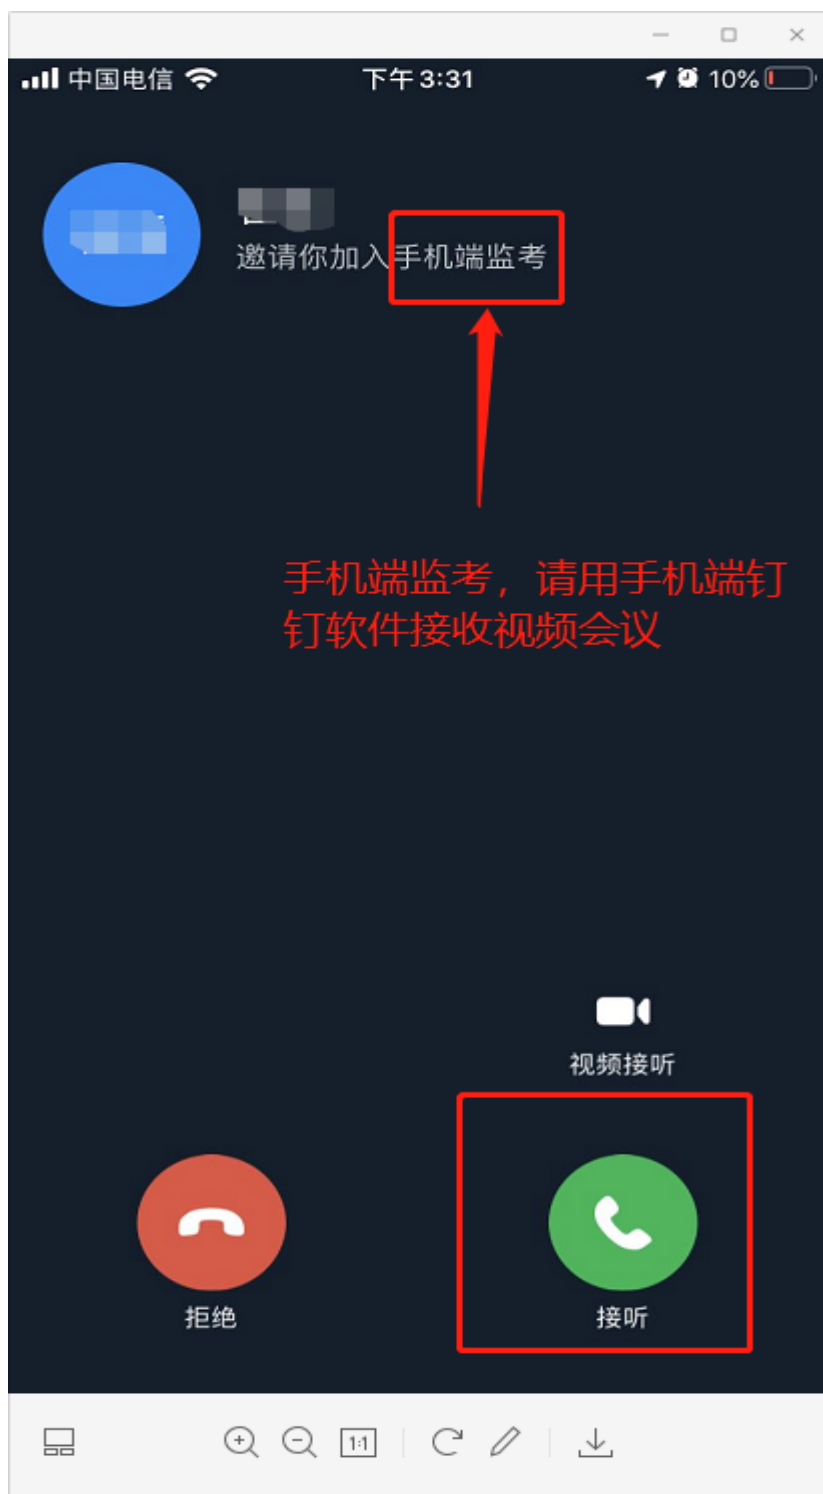 中国电信
下午 3:31
10%
邀请你加入手机端监考
手机端监考，请用手机端钉
钉软件接收视频会议
视频接听
拒绝
接听
1:1